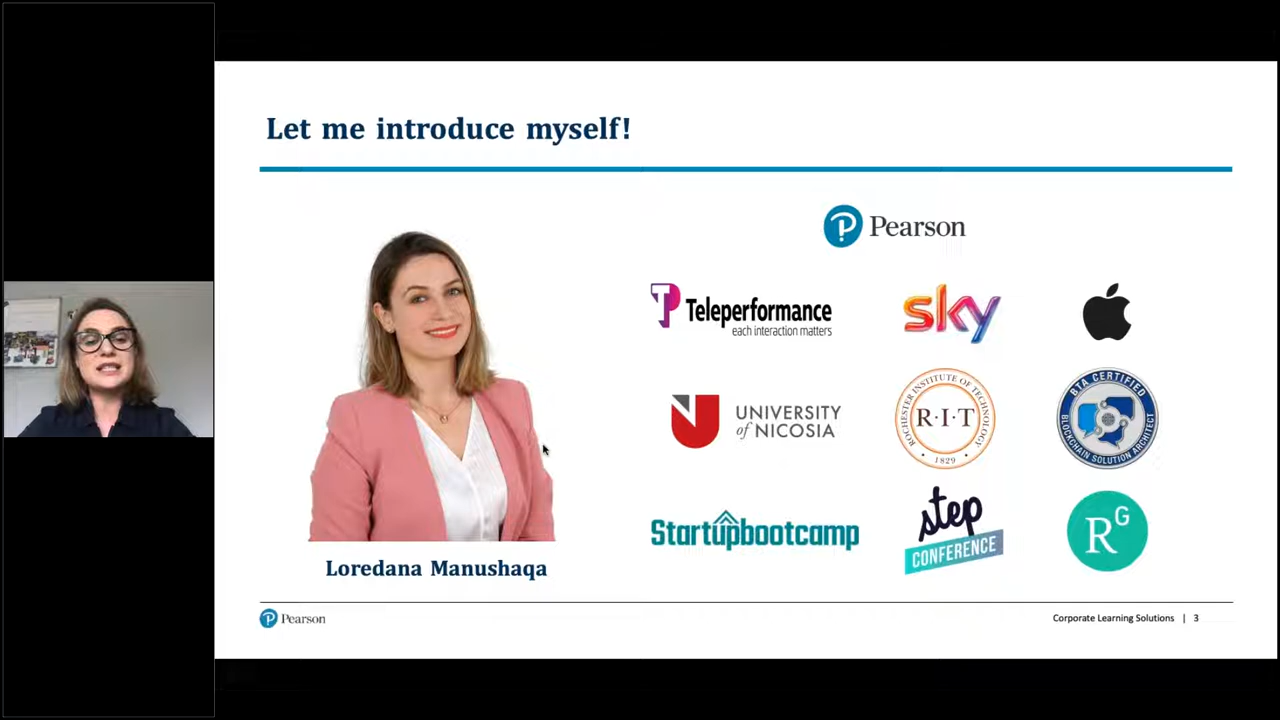 Let me introduce myself!
Pearson
Teleperformance
each interaction matters
sky
UNIVERSITY
of NICOSIA
ROCHESTER INSTITUTE OF TECHNOLOGY
R·I·T
1829
BTA CERTIFIED
BLOCKCHAIN SOLUTION ARCHITECT
Startupbootcamp
step
CONFERENCE
RG
Loredana Manushaqa
Pearson
Corporate Learning Solutions | 3